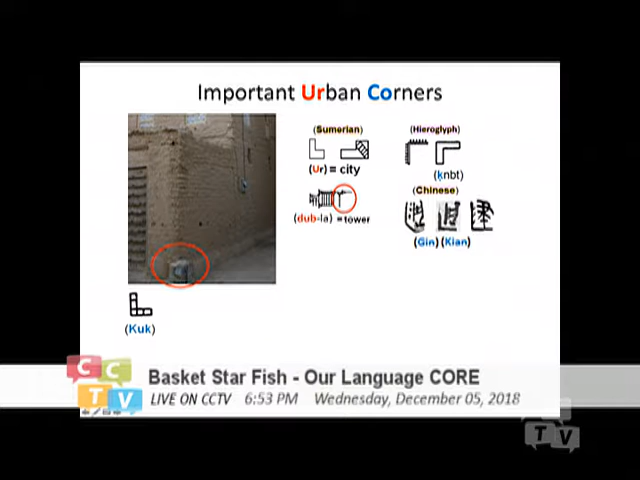 Important Urban Corners
(Sumerian)
(Ur) = city
(dub-la) = tower
(Hieroglyph)
(ḳnbt)
(Chinese)
(Gin) (Kian)
(Kuk)
CCTV
Basket Star Fish - Our Language CORE
LIVE ON CCTV 6:53 PM Wednesday, December 05, 2018
TV